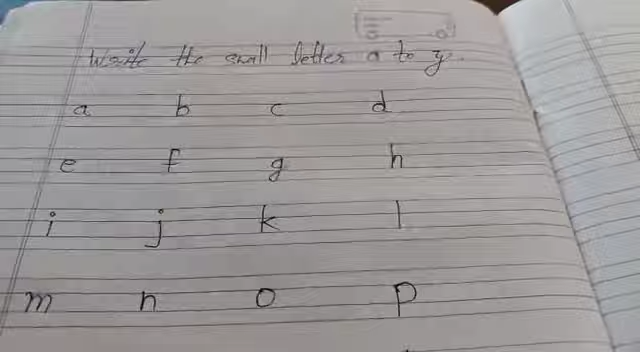 Write the small letter a to y.
a b c d
e f g h
i j k l
m n o p